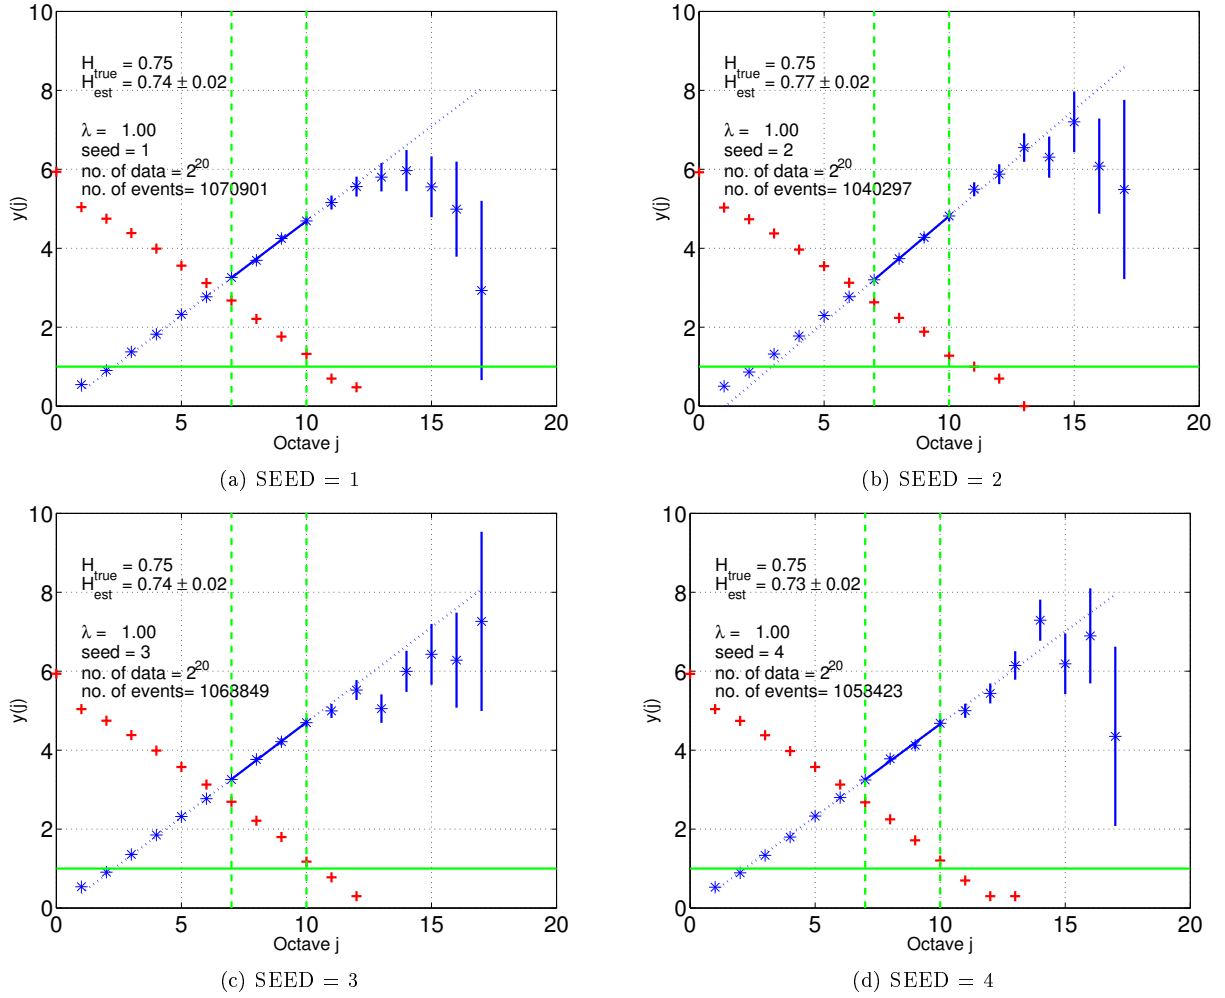 H_true = 0.75
H_est = 0.74 ± 0.02
λ = 1.00
seed = 1
no. of data = 2^20
no. of events= 1070901
y(j)
10
8
6
4
2
0
0 5 10 15 20
Octave j
(a) SEED = 1
H_true = 0.75
H_est = 0.77 ± 0.02
λ = 1.00
seed = 2
no. of data = 2^20
no. of events= 1040297
y(j)
10
8
6
4
2
0
0 5 10 15 20
Octave j
(b) SEED = 2
H_true = 0.75
H_est = 0.74 ± 0.02
λ = 1.00
seed = 3
no. of data = 2^20
no. of events= 1063849
y(j)
10
8
6
4
2
0
0 5 10 15 20
Octave j
(c) SEED = 3
H_true = 0.75
H_est = 0.73 ± 0.02
λ = 1.00
seed = 4
no. of data = 2^20
no. of events= 1053423
y(j)
10
8
6
4
2
0
0 5 10 15 20
Octave j
(d) SEED = 4